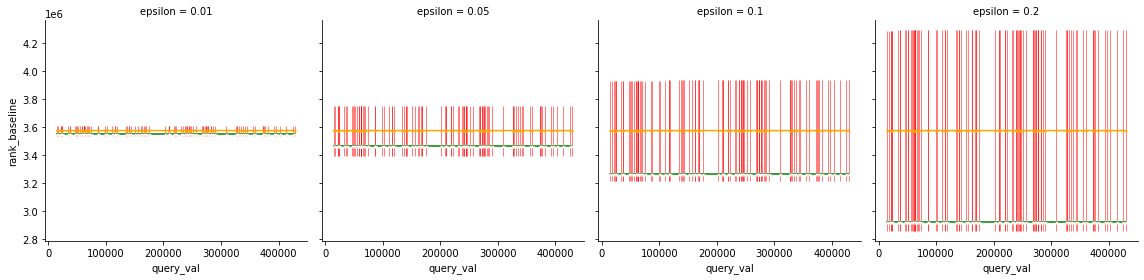 epsilon = 0.01
epsilon = 0.05
epsilon = 0.1
epsilon = 0.2
1e6
4.2
4.0
3.8
3.6
3.4
3.2
3.0
2.8
rank_baseline
0 100000 200000 300000 400000
0 100000 200000 300000 400000
0 100000 200000 300000 400000
0 100000 200000 300000 400000
query_val
query_val
query_val
query_val